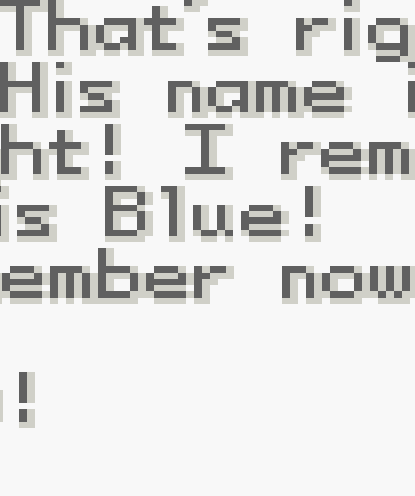 That's rig
His name i
ht! I rem
is Blue!
ember now
!